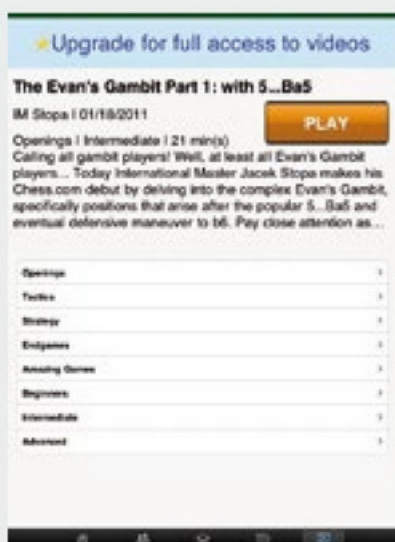 Upgrade for full access to videos
The Evan's Gambit Part 1: with 5...Ba5
IM Stopa | 01/18/2011
PLAY
Openings | Intermediate | 21 min(s)
Calling all gambit players! Well, at least all Evan's Gambit
players... Today International Master Jacek Stopa makes his
Chess.com debut by delving into the complex Evan's Gambit,
specifically positions that arise after the popular 5...Ba5 and
eventual defensive maneuver to b6. Pay close attention as...
Openings
Tactics
Strategy
Endgames
Amazing Games
Beginners
Intermediate
Advanced